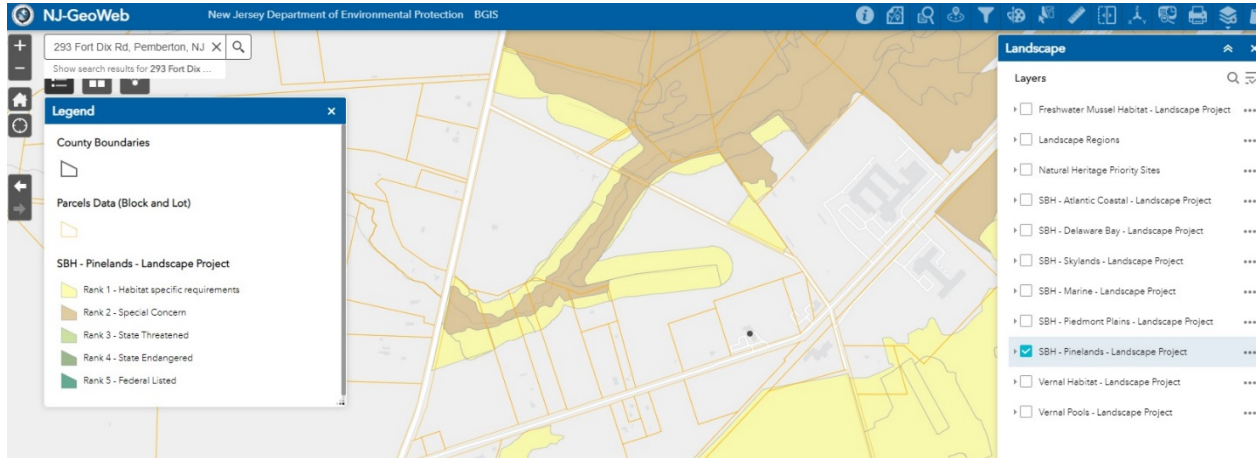 NJ-GeoWeb New Jersey Department of Environmental Protection BGIS
293 Fort Dix Rd, Pemberton, NJ
Show search results for 293 Fort Dix ...
Legend
County Boundaries
Parcels Data (Block and Lot)
SBH - Pinelands - Landscape Project
Rank 1 - Habitat specific requirements
Rank 2 - Special Concern
Rank 3 - State Threatened
Rank 4 - State Endangered
Rank 5 - Federal Listed
Landscape
Layers
Freshwater Mussel Habitat - Landscape Project
Landscape Regions
Natural Heritage Priority Sites
SBH - Atlantic Coastal - Landscape Project
SBH - Delaware Bay - Landscape Project
SBH - Skylands - Landscape Project
SBH - Marine - Landscape Project
SBH - Piedmont Plains - Landscape Project
SBH - Pinelands - Landscape Project
Vernal Habitat - Landscape Project
Vernal Pools - Landscape Project